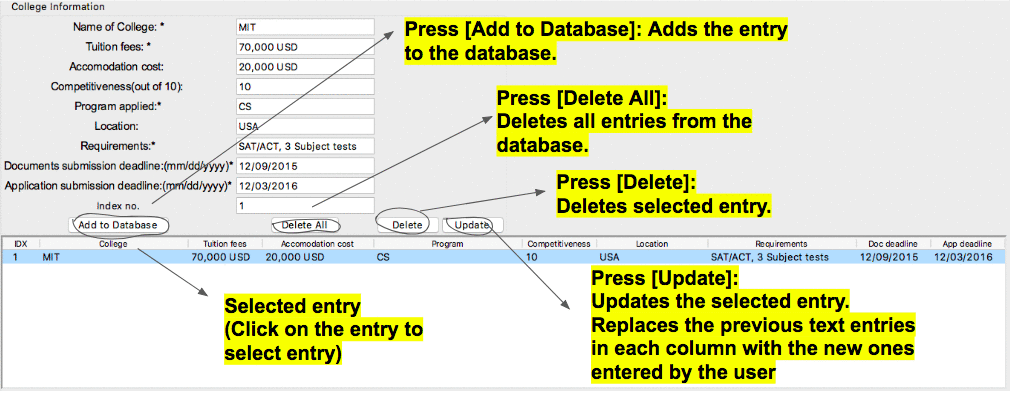 College Information
Name of College: * MIT
Tuition fees: * 70,000 USD
Accomodation cost: 20,000 USD
Competitiveness(out of 10): 10
Program applied:* CS
Location: USA
Requirements:* SAT/ACT, 3 Subject tests
Documents submission deadline:(mm/dd/yyyy)* 12/09/2015
Application submission deadline:(mm/dd/yyyy)* 12/03/2016
Index no. 1
Press [Add to Database]: Adds the entry
to the database.
Press [Delete All]:
Deletes all entries from the
database.
Press [Delete]:
Deletes selected entry.
Add to Database Delete All Delete Update
IDX College Tuition fees Accomodation cost Program Competitiveness Location Requirements Doc deadline App deadline
1 MIT 70,000 USD 20,000 USD CS 10 USA SAT/ACT, 3 Subject tests 12/09/2015 12/03/2016
Selected entry
(Click on the entry to
select entry)
Press [Update]:
Updates the selected entry.
Replaces the previous text entries
in each column with the new ones
entered by the user